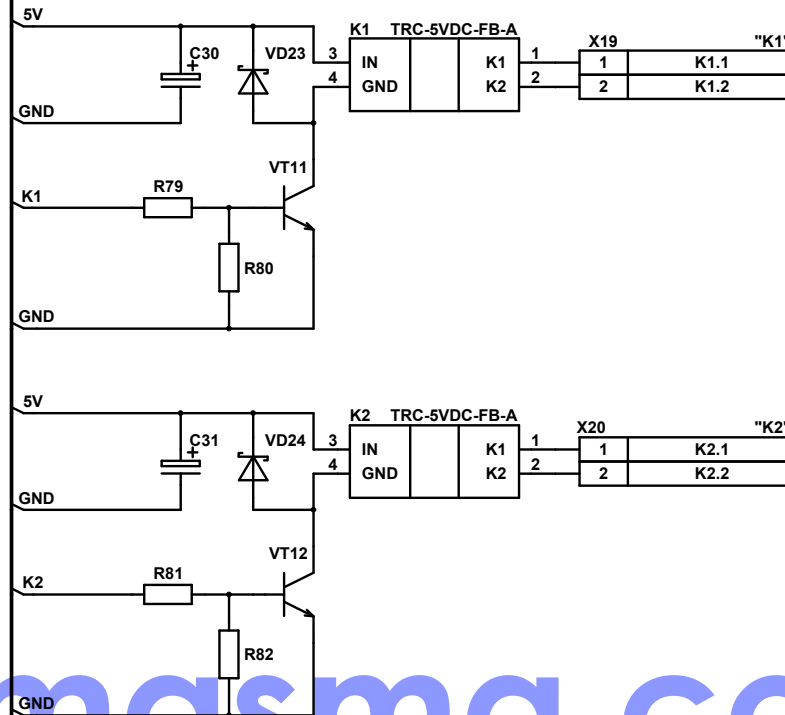 5V
K1 TRC-5VDC-FB-A
X19 "K1"
C30
+
VD23
3 IN K1 1
1 K1.1
4 GND K2 2
2 K1.2
GND
VT11
R79
K1
R80
GND
5V
K2 TRC-5VDC-FB-A
X20 "K2"
C31
+
VD24
3 IN K1 1
1 K2.1
4 GND K2 2
2 K2.2
GND
VT12
R81
K2
R82
GND